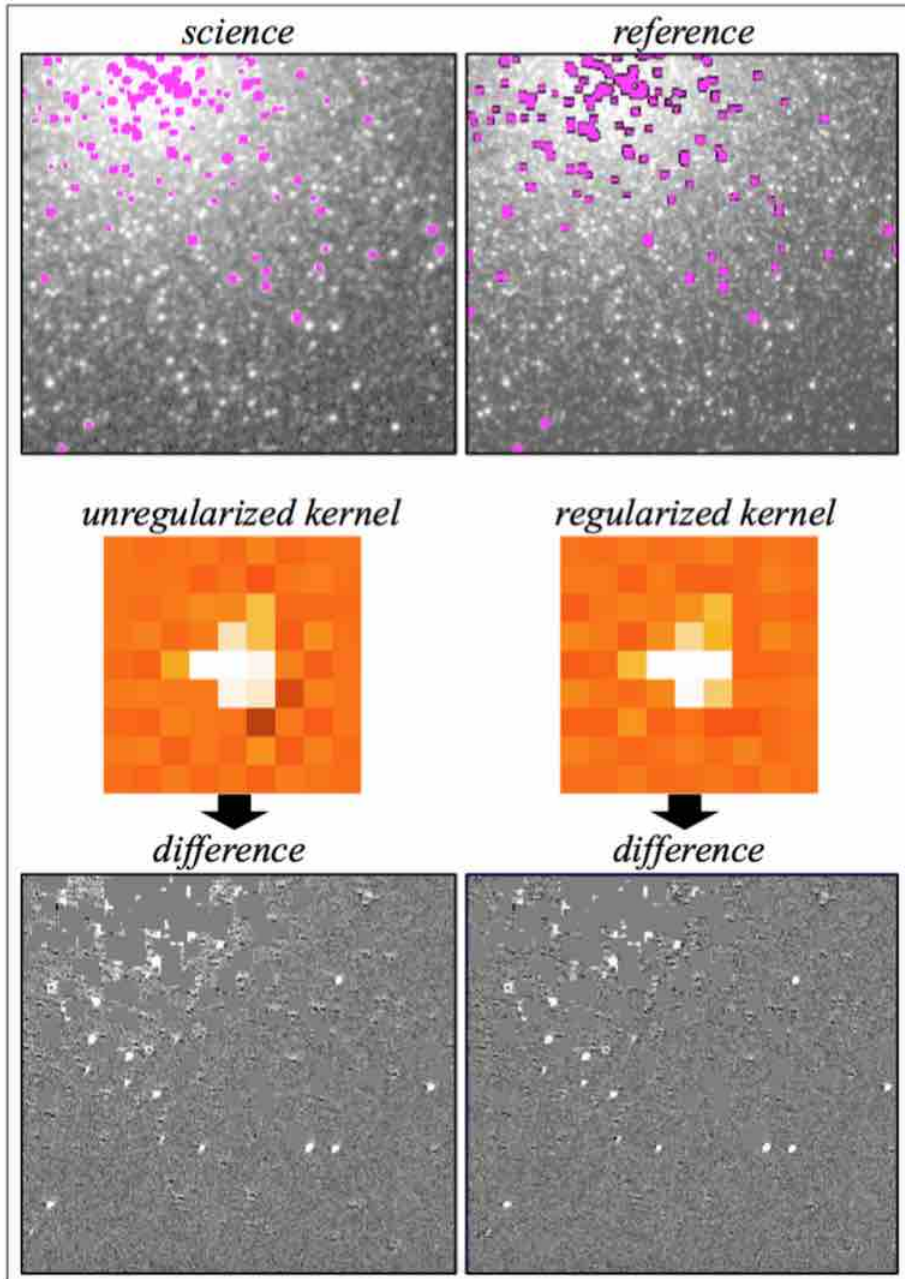 science
reference
unregularized kernel
regularized kernel
difference
difference